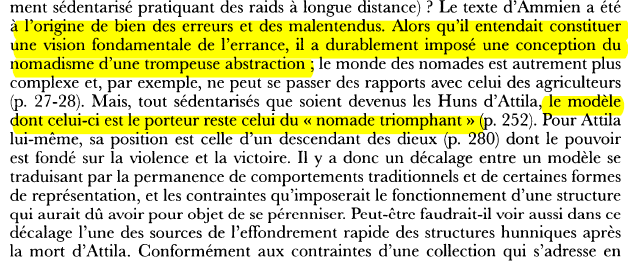 ment sédentarisé pratiquant des raids à longue distance) ? Le texte d'Ammien a été
à l'origine de bien des erreurs et des malentendus. Alors qu'il entendait constituer
une vision fondamentale de l'errance, il a durablement imposé une conception du
nomadisme d'une trompeuse abstraction ; le monde des nomades est autrement plus
complexe et, par exemple, ne peut se passer des rapports avec celui des agriculteurs
(p. 27-28). Mais, tout sédentarisés que soient devenus les Huns d'Attila, le modèle
dont celui-ci est le porteur reste celui du « nomade triomphant » (p. 252). Pour Attila
lui-même, sa position est celle d'un descendant des dieux (p. 280) dont le pouvoir
est fondé sur la violence et la victoire. Il y a donc un décalage entre un modèle se
traduisant par la permanence de comportements traditionnels et de certaines formes
de représentation, et les contraintes qu'imposerait le fonctionnement d'une structure
qui aurait dû avoir pour objet de se pérenniser. Peut-être faudrait-il voir aussi dans ce
décalage l'une des sources de l'effondrement rapide des structures hunniques après
la mort d'Attila. Conformément aux contraintes d'une collection qui s'adresse en